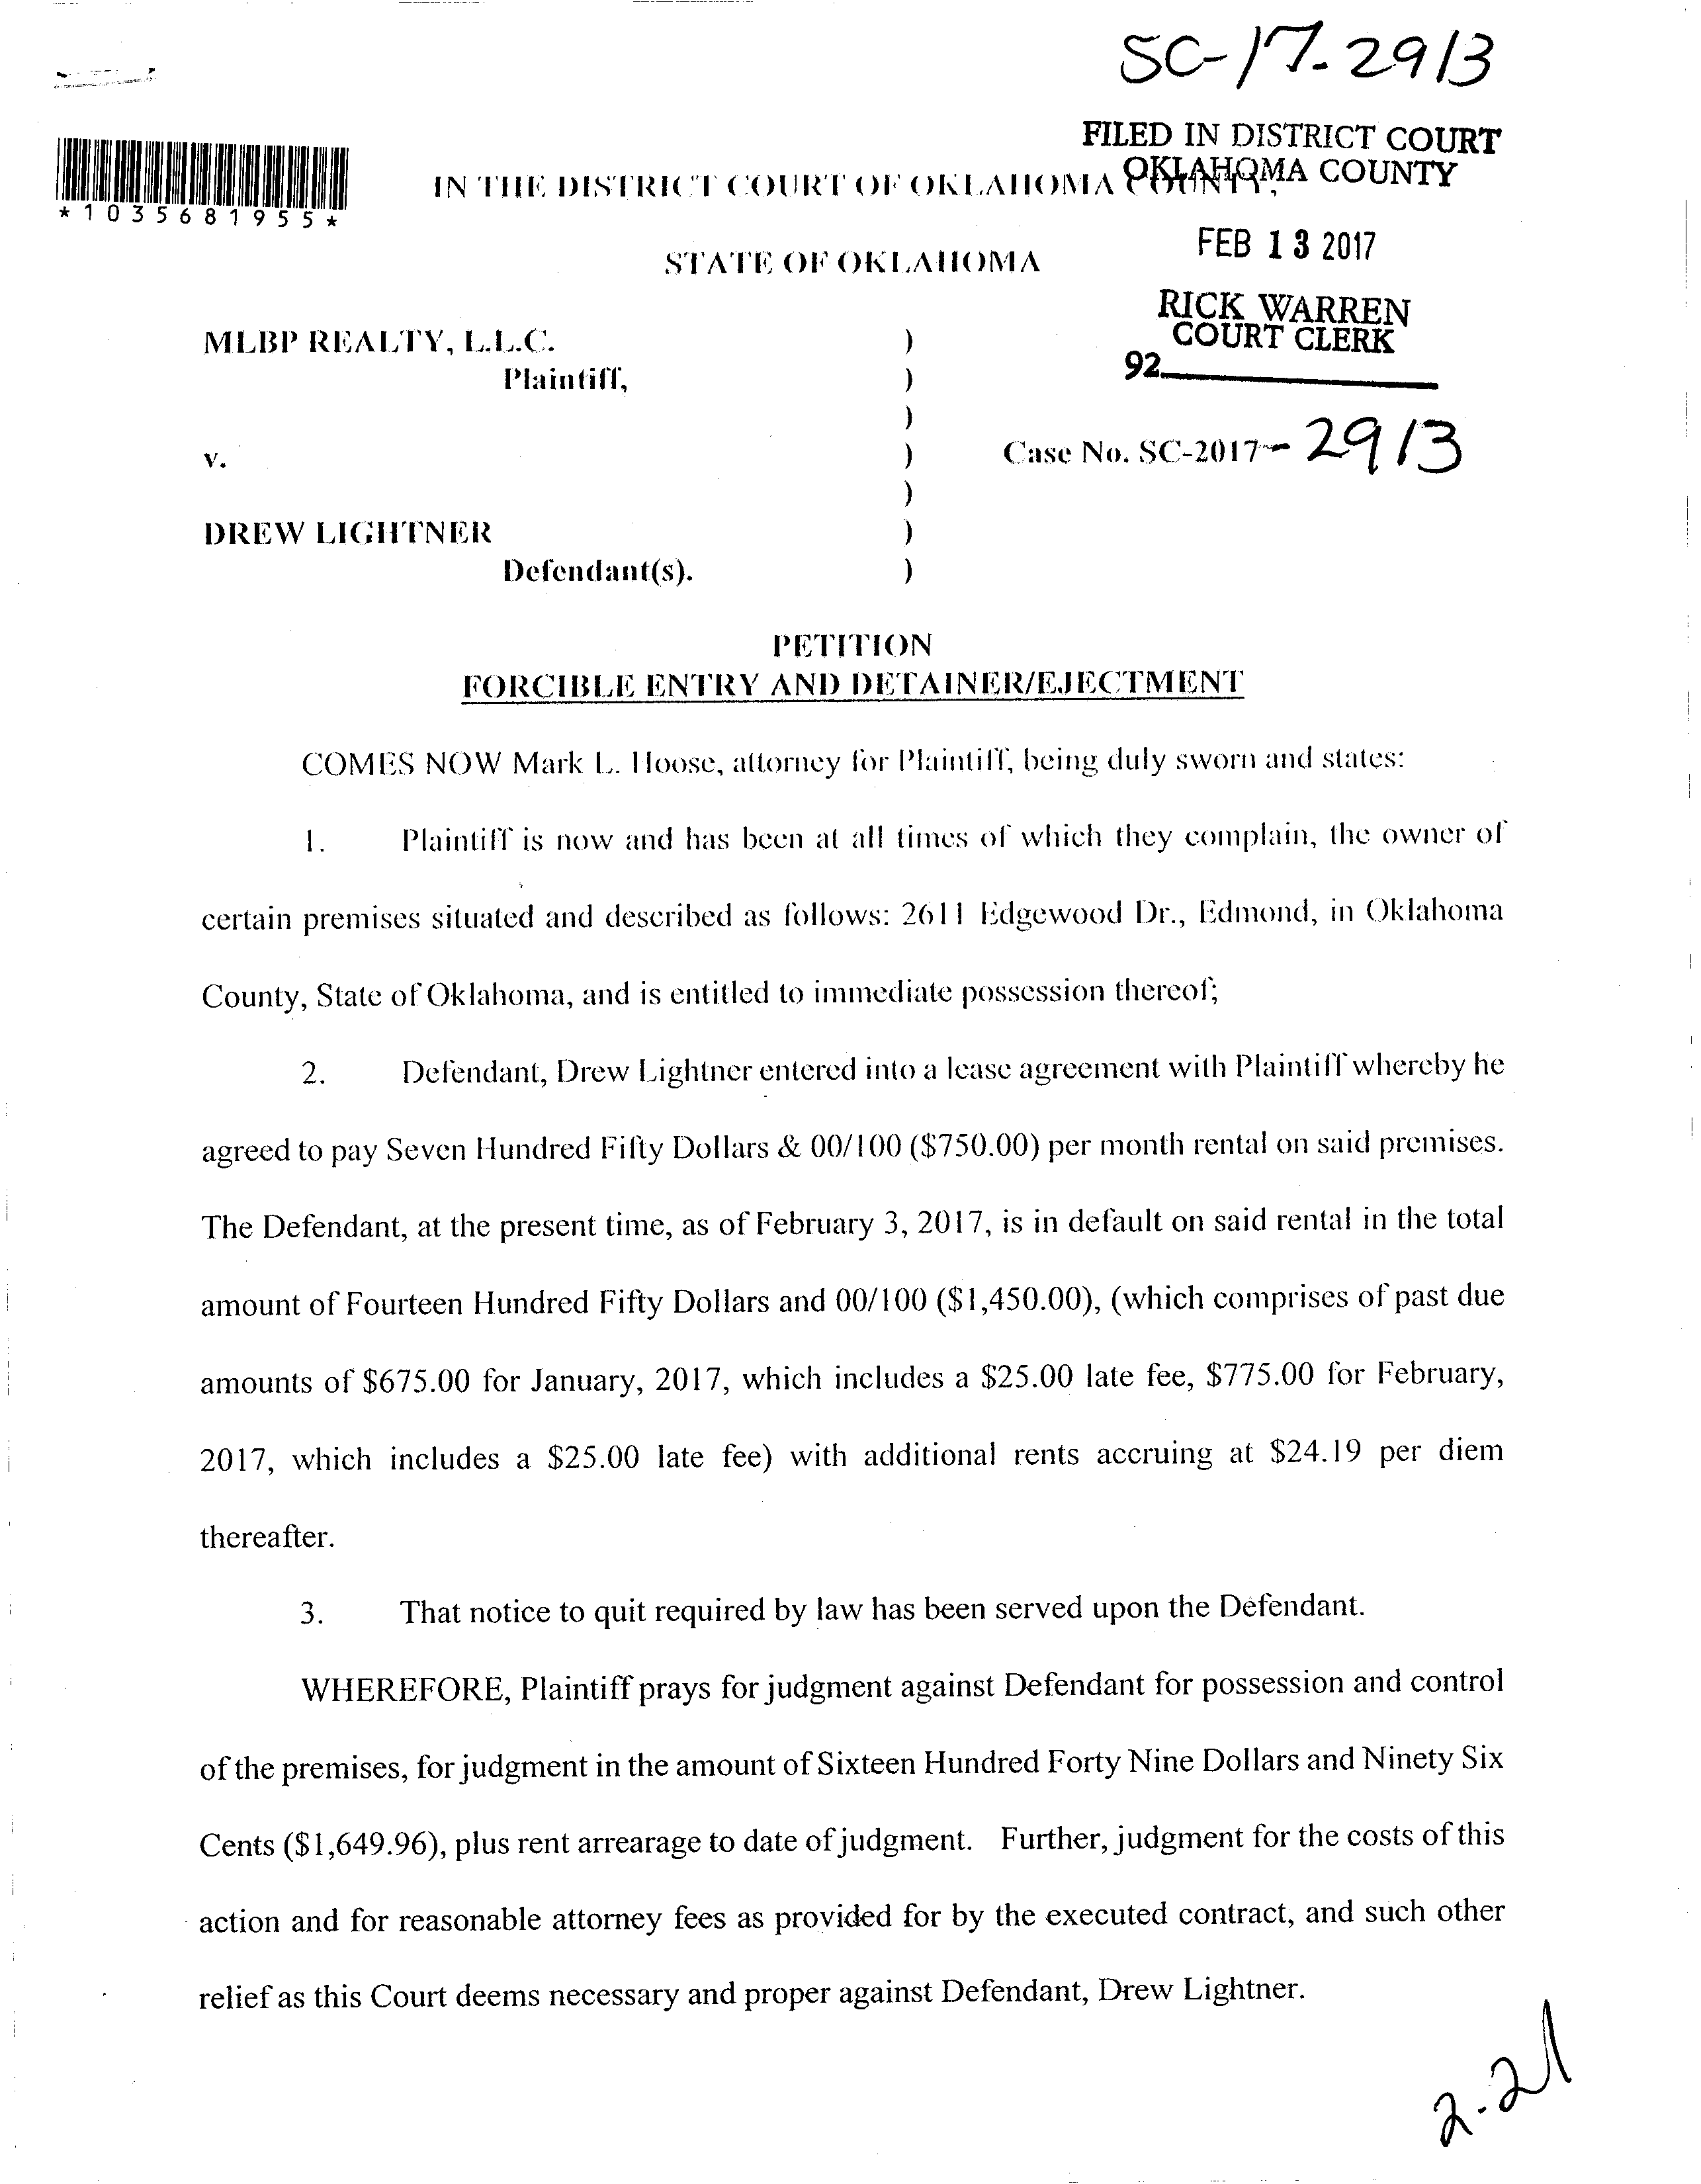 SC-17-2913
FILED IN DISTRICT COURT
OKLAHOMA COUNTY
*1035681955*
IN THE DISTRICT COURT OF OKLAHOMA COUNTY,
FEB 13 2017
STATE OF OKLAHOMA
RICK WARREN
COURT CLERK
92
MLBP REALTY, L.L.C. )
Plaintiff, )
)
v. ) Case No. SC-2017-2913
)
DREW LIGHTNER )
Defendant(s). )
PETITION
FORCIBLE ENTRY AND DETAINER/EJECTMENT
COMES NOW Mark L. Hoose, attorney for Plaintiff, being duly sworn and states:
1. Plaintiff is now and has been at all times of which they complain, the owner of
certain premises situated and described as follows: 2611 Edgewood Dr., Edmond, in Oklahoma
County, State of Oklahoma, and is entitled to immediate possession thereof;
2. Defendant, Drew Lightner entered into a lease agreement with Plaintiff whereby he
agreed to pay Seven Hundred Fifty Dollars & 00/100 ($750.00) per month rental on said premises.
The Defendant, at the present time, as of February 3, 2017, is in default on said rental in the total
amount of Fourteen Hundred Fifty Dollars and 00/100 ($1,450.00), (which comprises of past due
amounts of $675.00 for January, 2017, which includes a $25.00 late fee, $775.00 for February,
2017, which includes a $25.00 late fee) with additional rents accruing at $24.19 per diem
thereafter.
3. That notice to quit required by law has been served upon the Defendant.
WHEREFORE, Plaintiff prays for judgment against Defendant for possession and control
of the premises, for judgment in the amount of Sixteen Hundred Forty Nine Dollars and Ninety Six
Cents ($1,649.96), plus rent arrearage to date of judgment. Further, judgment for the costs of this
action and for reasonable attorney fees as provided for by the executed contract, and such other
relief as this Court deems necessary and proper against Defendant, Drew Lightner.
2-21